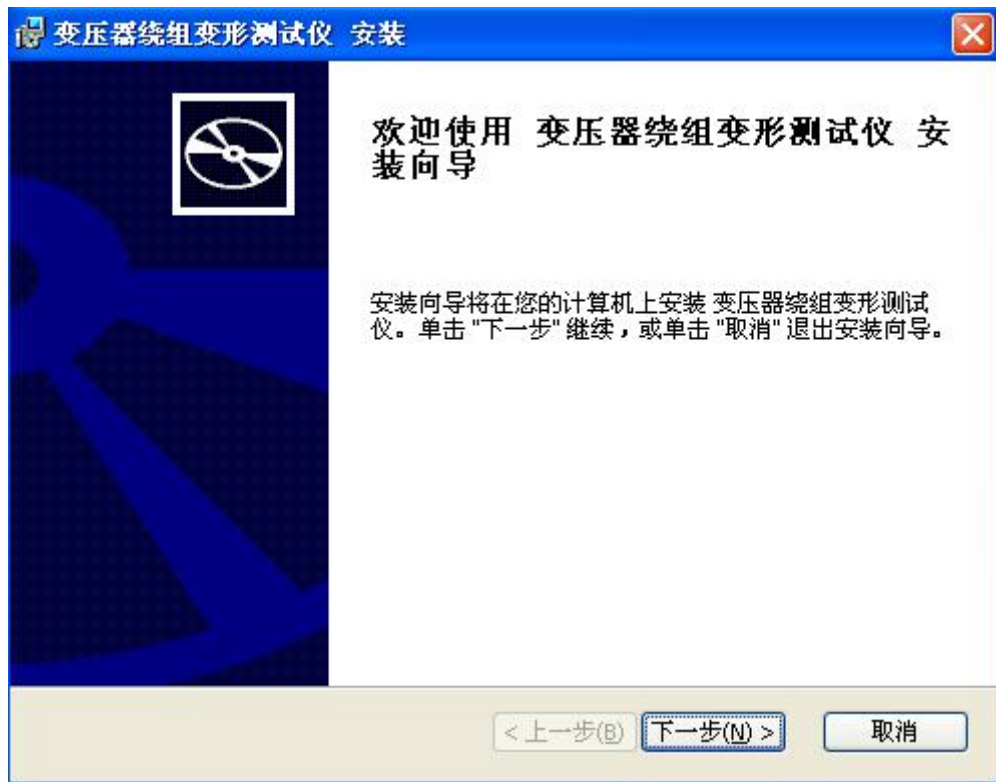 变压器绕组变形测试仪 安装
欢迎使用 变压器绕组变形测试仪 安
装向导
安装向导将在您的计算机上安装 变压器绕组变形测试
仪。单击 "下一步" 继续，或单击 "取消" 退出安装向导。
< 上一步(B) 下一步(N) > 取消